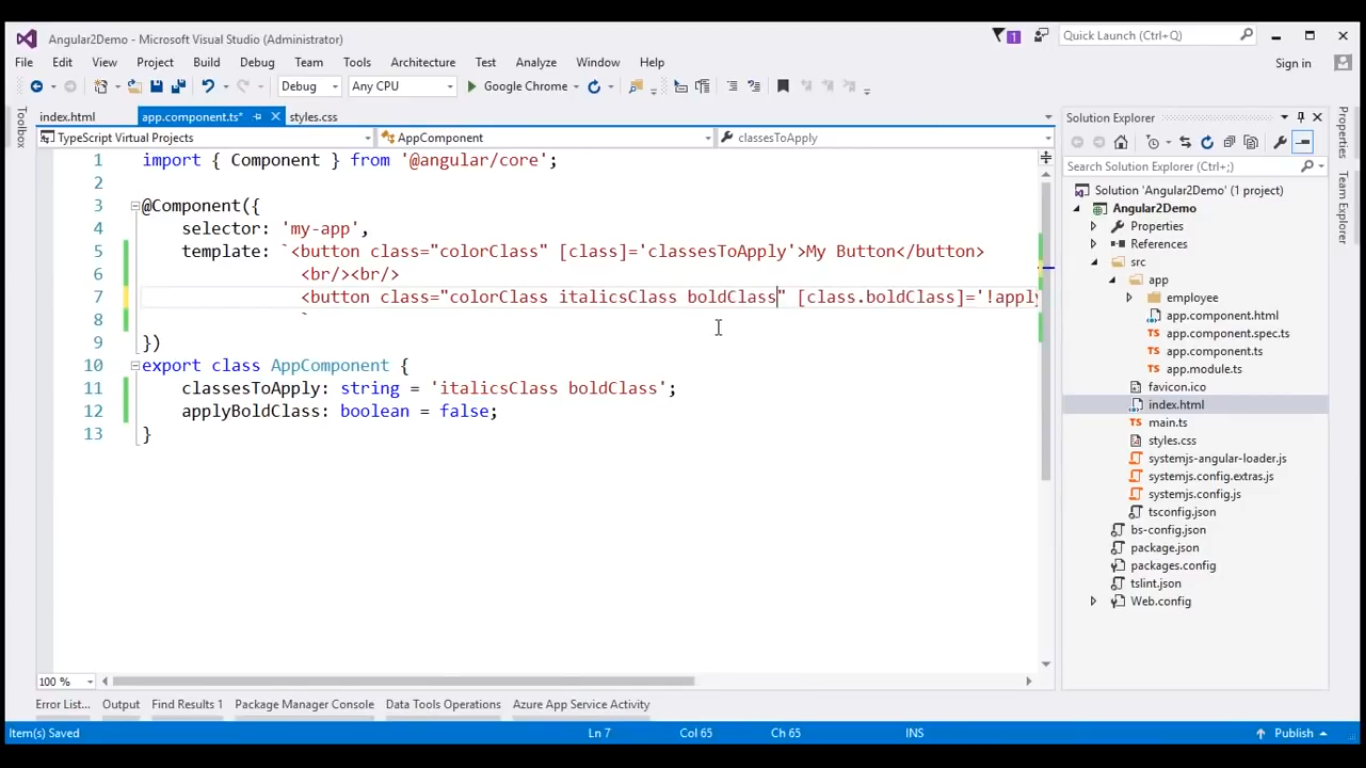 Angular2Demo - Microsoft Visual Studio (Administrator)
1
Quick Launch (Ctrl+Q)
File Edit View Project Build Debug Team Tools Architecture Test Analyze Window Help
Sign in
Debug Any CPU Google Chrome
Toolbox
index.html app.component.ts* styles.css
TypeScript Virtual Projects AppComponent classesToApply
1 import { Component } from '@angular/core';
2
3 @Component({
4 selector: 'my-app',
5 template: `<button class="colorClass" [class]='classesToApply'>My Button</button>
6 <br/><br/>
7 <button class="colorClass italicsClass boldClass" [class.boldClass]='!apply
8 `
9 })
10 export class AppComponent {
11 classesToApply: string = 'italicsClass boldClass';
12 applyBoldClass: boolean = false;
13 }
100 %
Solution Explorer
Search Solution Explorer (Ctrl+;)
Solution 'Angular2Demo' (1 project)
Angular2Demo
Properties
References
src
app
employee
app.component.html
TS app.component.spec.ts
TS app.component.ts
TS app.module.ts
favicon.ico
index.html
TS main.ts
styles.css
systemjs-angular-loader.js
systemjs.config.extras.js
systemjs.config.js
tsconfig.json
bs-config.json
package.json
packages.config
tslint.json
Web.config
Properties
Team Explorer
Error List... Output Find Results 1 Package Manager Console Data Tools Operations Azure App Service Activity
Item(s) Saved Ln 7 Col 65 Ch 65 INS Publish